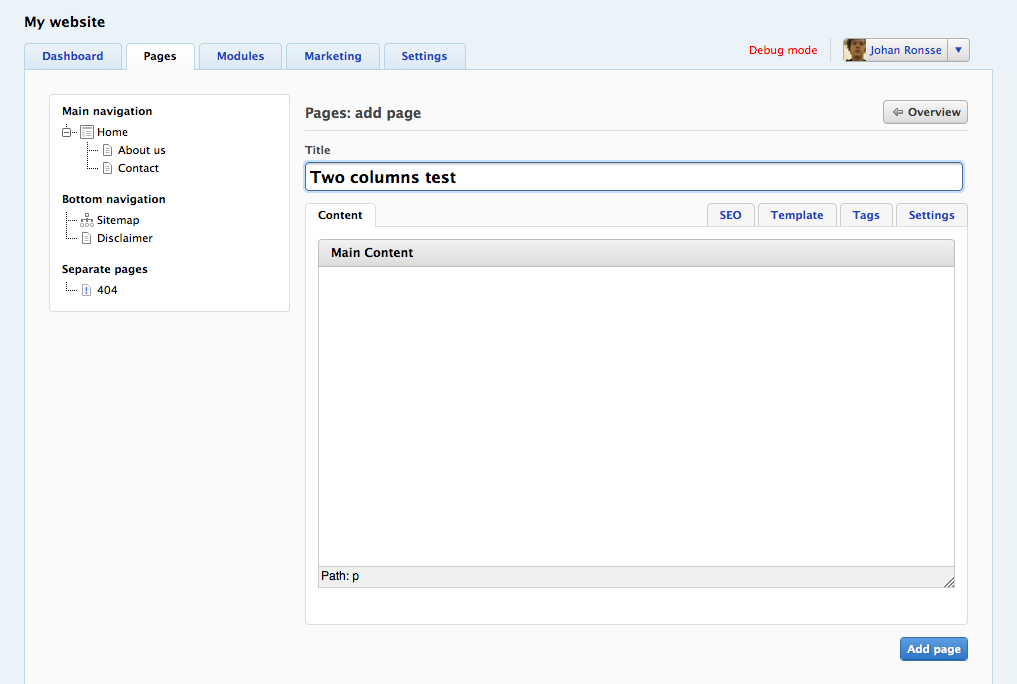 My website
Dashboard Pages Modules Marketing Settings Debug mode Johan Ronsse
Main navigation
Home
About us
Contact
Bottom navigation
Sitemap
Disclaimer
Separate pages
404
Pages: add page Overview
Title
Two columns test
Content SEO Template Tags Settings
Main Content
Path: p
Add page